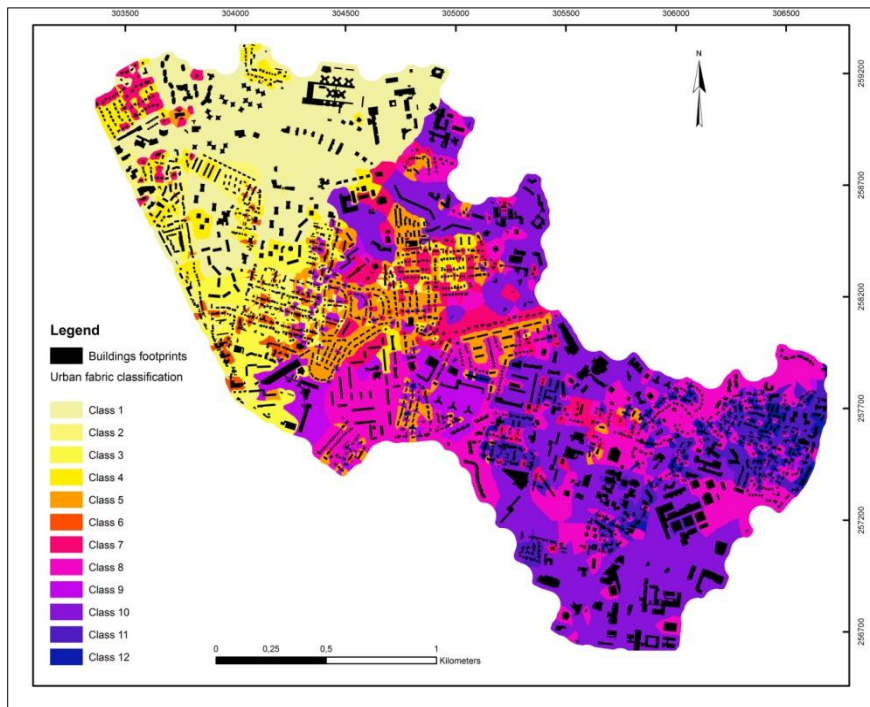 303500 304000 304500 305000 305500 306000 306500
N
259200
258700
258200
257700
257200
256700
Legend
Buildings footprints
Urban fabric classification
Class 1
Class 2
Class 3
Class 4
Class 5
Class 6
Class 7
Class 8
Class 9
Class 10
Class 11
Class 12
0 0,25 0,5 1
Kilometers